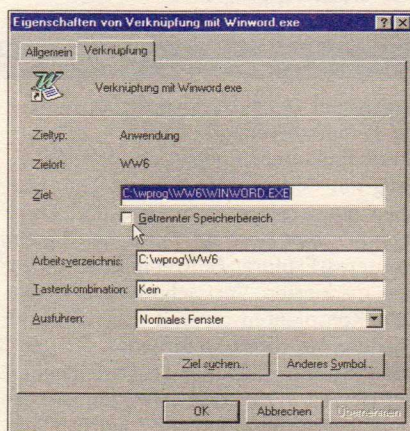 Eigenschaften von Verknüpfung mit Winword.exe
Allgemein Verknüpfung
Verknüpfung mit Winword.exe
Zieltyp: Anwendung
Zielort: WW6
Ziel: C:\wprog\WW6\WINWORD.EXE
Getrennter Speicherbereich
Arbeitsverzeichnis: C:\wprog\WW6
Tastenkombination: Kein
Ausführen: Normales Fenster
Ziel suchen... Anderes Symbol...
OK Abbrechen Übernehmen